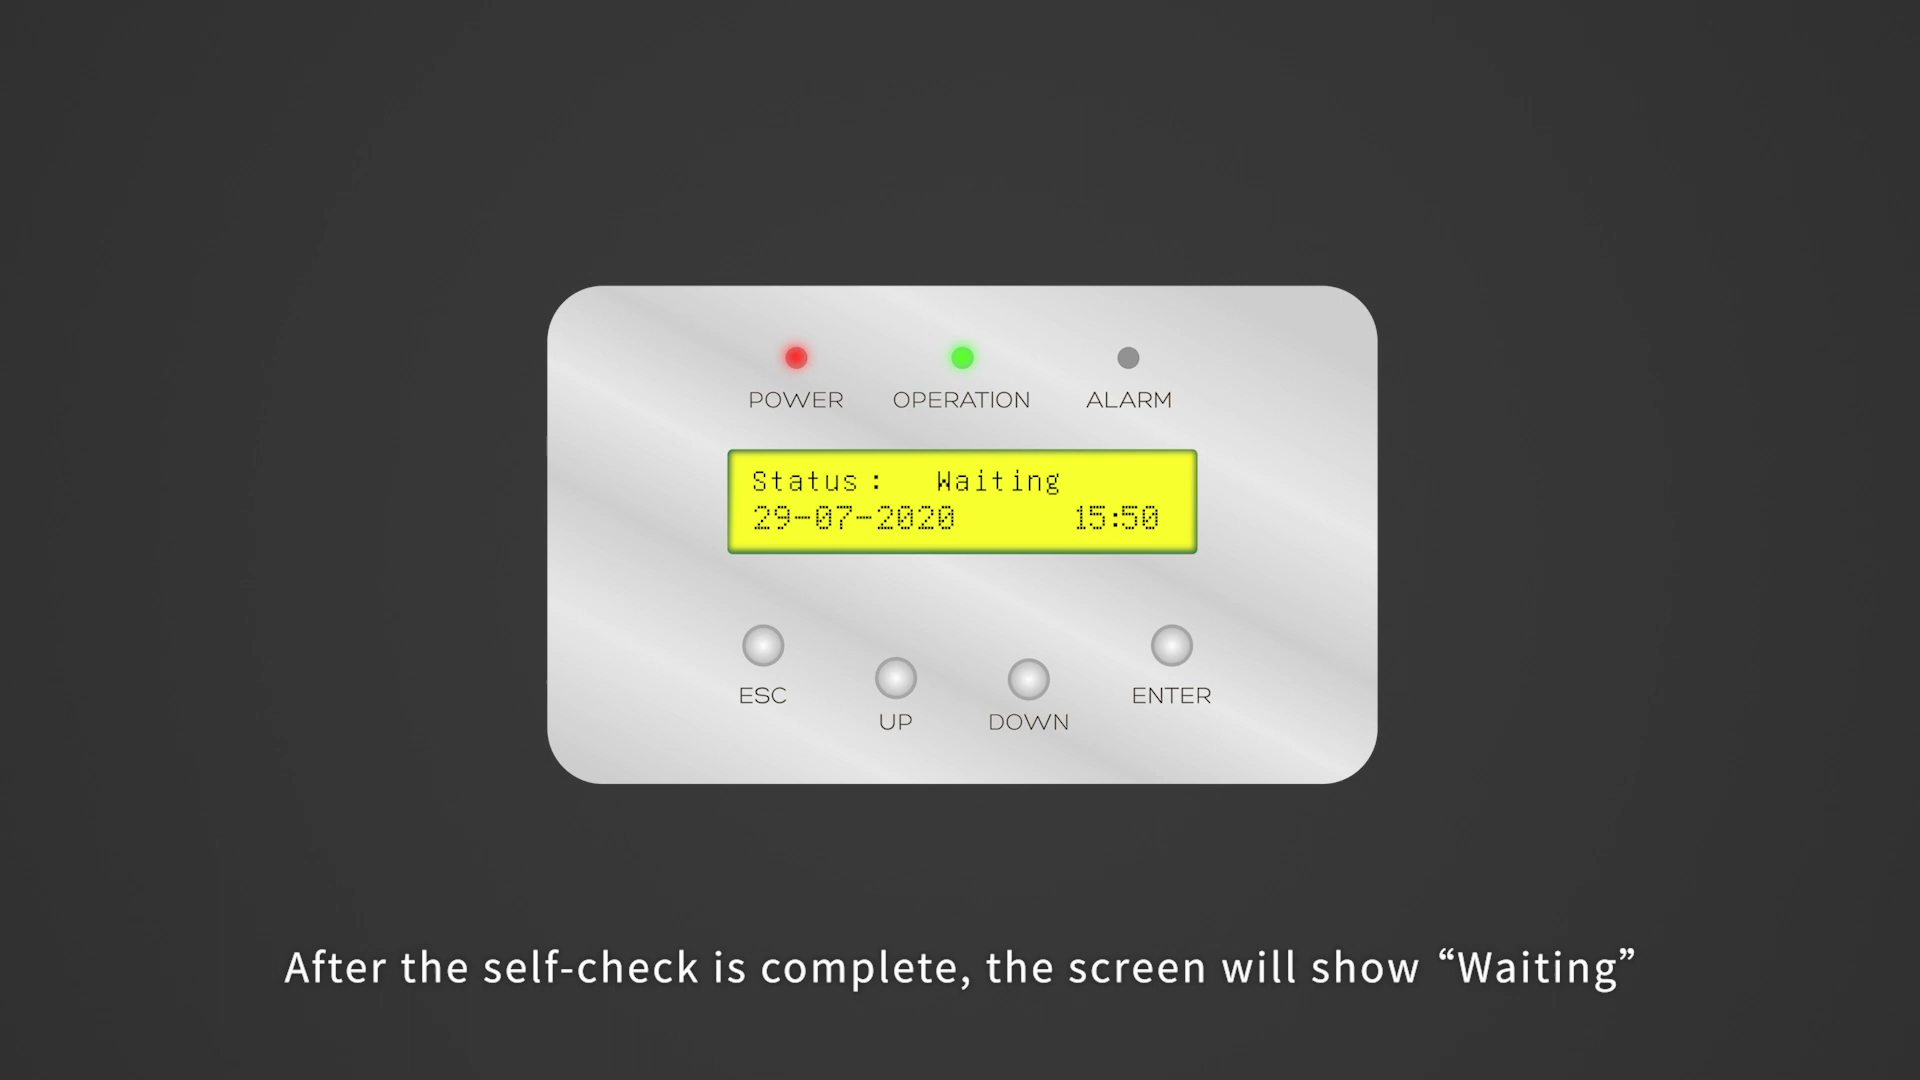 POWER OPERATION ALARM
Status: Waiting
29-07-2020 15:50
ESC UP DOWN ENTER
After the self-check is complete, the screen will show “Waiting”